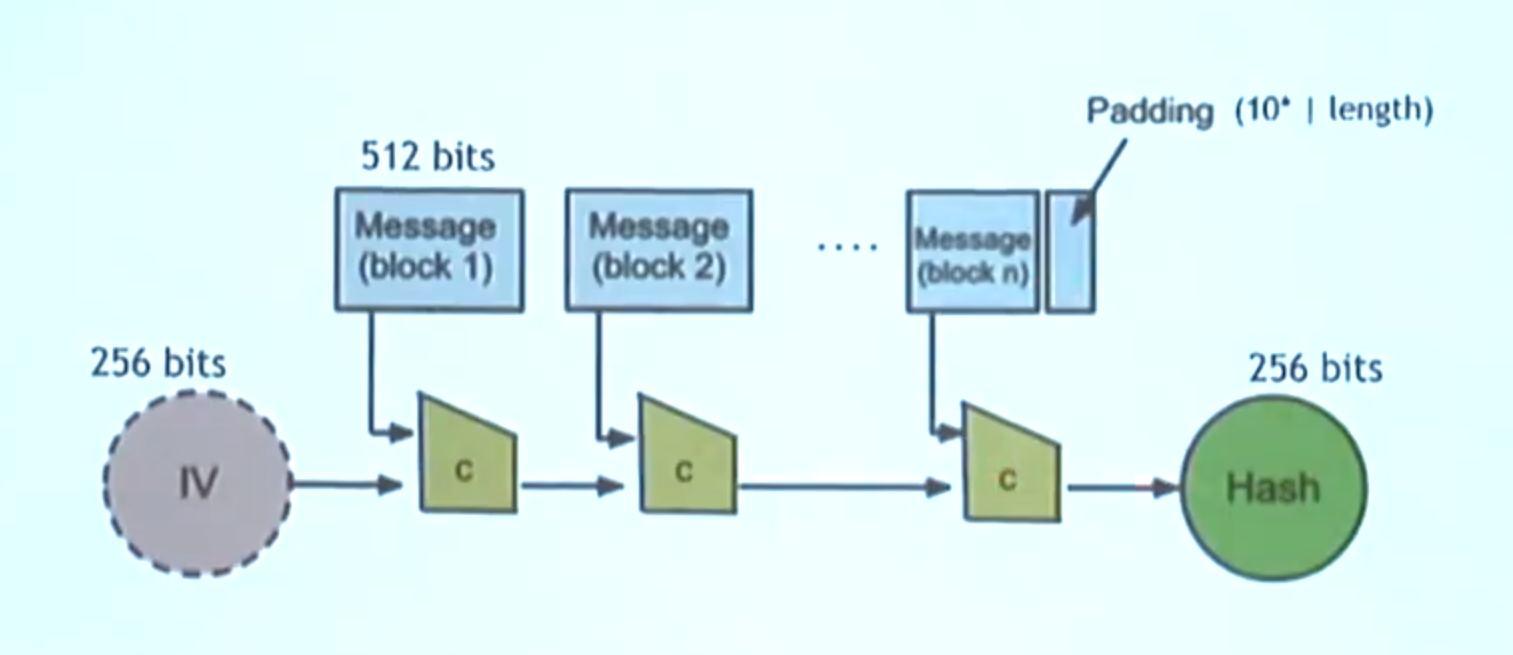 Padding (10* | length)
512 bits
Message
(block 1)
Message
(block 2)
....
Message
(block n)
256 bits
IV
c
c
c
256 bits
Hash